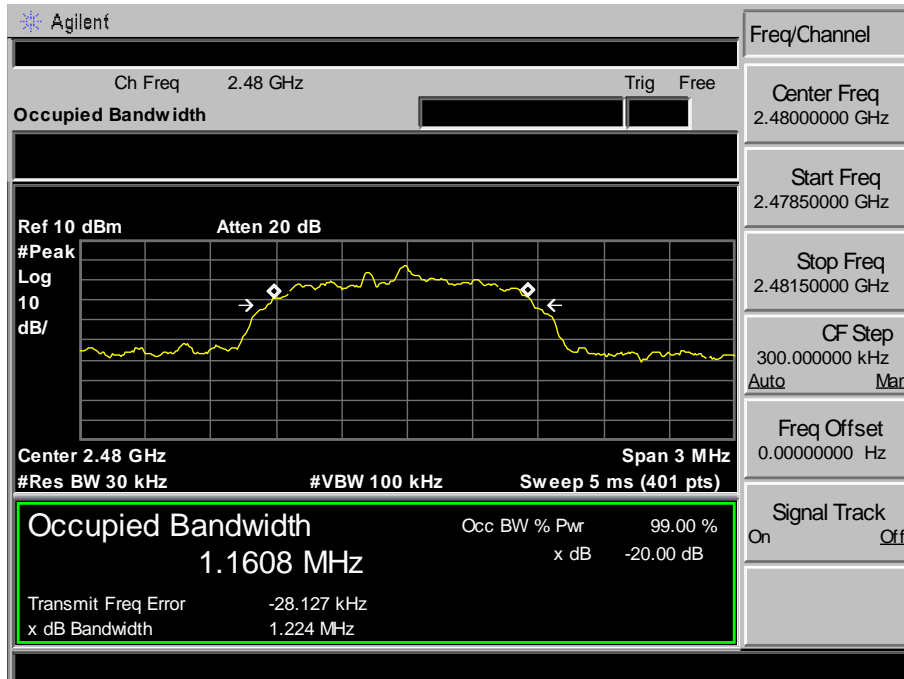 Agilent
Freq/Channel
Ch Freq 2.48 GHz Trig Free
Occupied Bandwidth
Center Freq
2.48000000 GHz
Start Freq
2.47850000 GHz
Stop Freq
2.48150000 GHz
CF Step
300.000000 kHz
Auto Man
Freq Offset
0.00000000 Hz
Signal Track
On Off
Ref 10 dBm Atten 20 dB
#Peak
Log
10
dB/
Center 2.48 GHz Span 3 MHz
#Res BW 30 kHz #VBW 100 kHz Sweep 5 ms (401 pts)
Occupied Bandwidth
1.1608 MHz
Occ BW % Pwr 99.00 %
x dB -20.00 dB
Transmit Freq Error -28.127 kHz
x dB Bandwidth 1.224 MHz